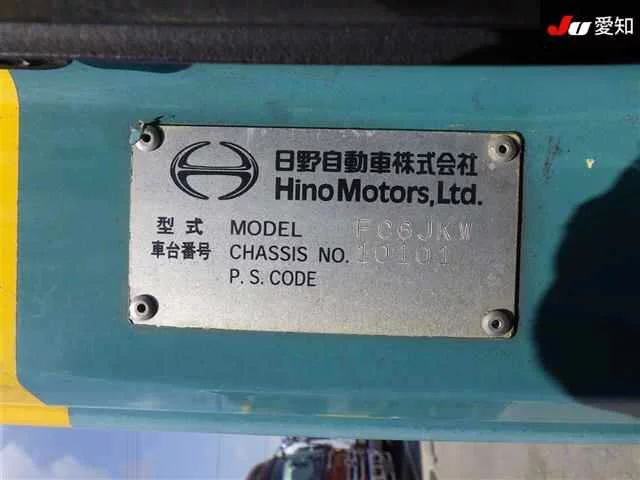 JU 愛知
日野自動車株式会社
Hino Motors, Ltd.
型式 MODEL FC6JKW
車台番号 CHASSIS NO. 10101
P.S.CODE